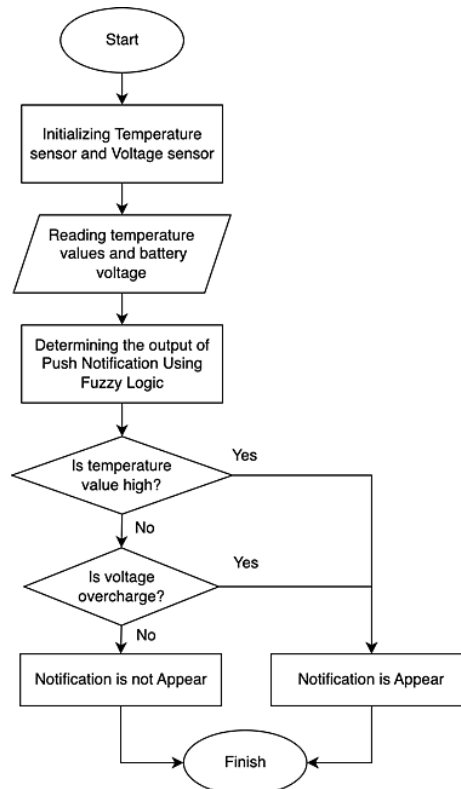 Start
Initializing Temperature
sensor and Voltage sensor
Reading temperature
values and battery
voltage
Determining the output of
Push Notification Using
Fuzzy Logic
Is temperature
value high?
Yes
No
Is voltage
overcharge?
Yes
No
Notification is not Appear
Notification is Appear
Finish